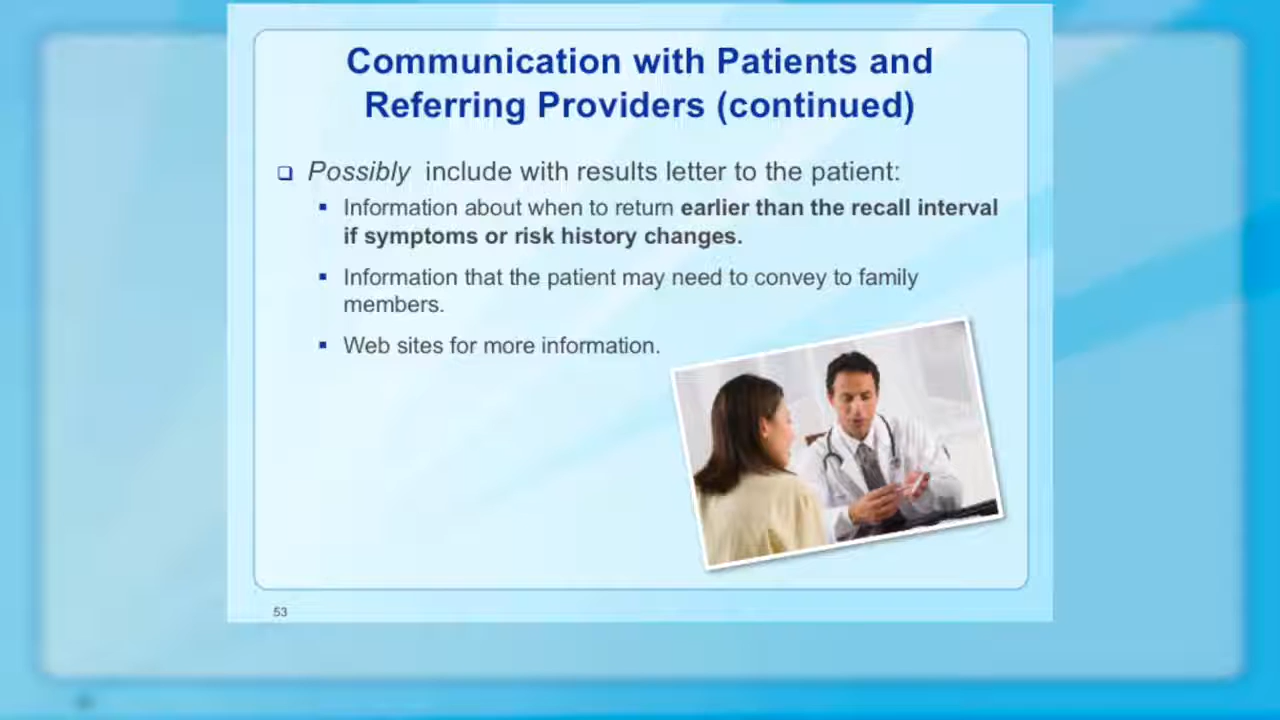 Communication with Patients and
Referring Providers (continued)
Possibly include with results letter to the patient:
Information about when to return earlier than the recall interval
if symptoms or risk history changes.
Information that the patient may need to convey to family
members.
Web sites for more information.
53